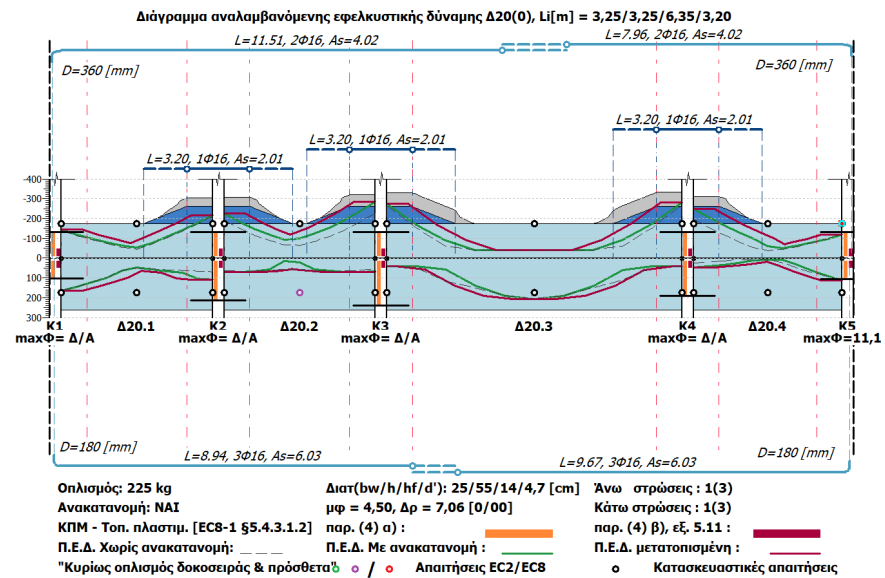 Διάγραμμα αναλαμβανόμενης εφελκυστικής δύναμης Δ20(0), Li[m] = 3,25/3,25/6,35/3,20
L=11.51, 2Φ16, As=4.02
L=7.96, 2Φ16, As=4.02
D=360 [mm]
D=360 [mm]
L=3.20, 1Φ16, As=2.01
L=3.20, 1Φ16, As=2.01
L=3.20, 1Φ16, As=2.01
-400
-300
-200
-100
0
100
200
300
K1 Δ20.1 K2 Δ20.2 K3 Δ20.3 K4 Δ20.4 K5
maxΦ= Δ/Α maxΦ= Δ/Α maxΦ= Δ/Α maxΦ= Δ/Α maxΦ=11,1
D=180 [mm]
D=180 [mm]
L=8.94, 3Φ16, As=6.03
L=9.67, 3Φ16, As=6.03
Οπλισμός: 225 kg Διατ(bw/h/hf/d'): 25/55/14/4,7 [cm] Άνω στρώσεις : 1(3)
Ανακατανομή: ΝΑΙ μφ = 4,50, Δρ = 7,06 [0/00] Κάτω στρώσεις : 1(3)
ΚΠΜ - Τοπ. πλαστιμ. [EC8-1 §5.4.3.1.2] παρ. (4) α) : παρ. (4) β), εξ. 5.11 :
Π.Ε.Δ. Χωρίς ανακατανομή: Π.Ε.Δ. Με ανακατανομή : Π.Ε.Δ. μετατοπισμένη :
"Κυρίως οπλισμός δοκοσειράς & πρόσθετα" / Απαιτήσεις EC2/EC8 Κατασκευαστικές απαιτήσεις